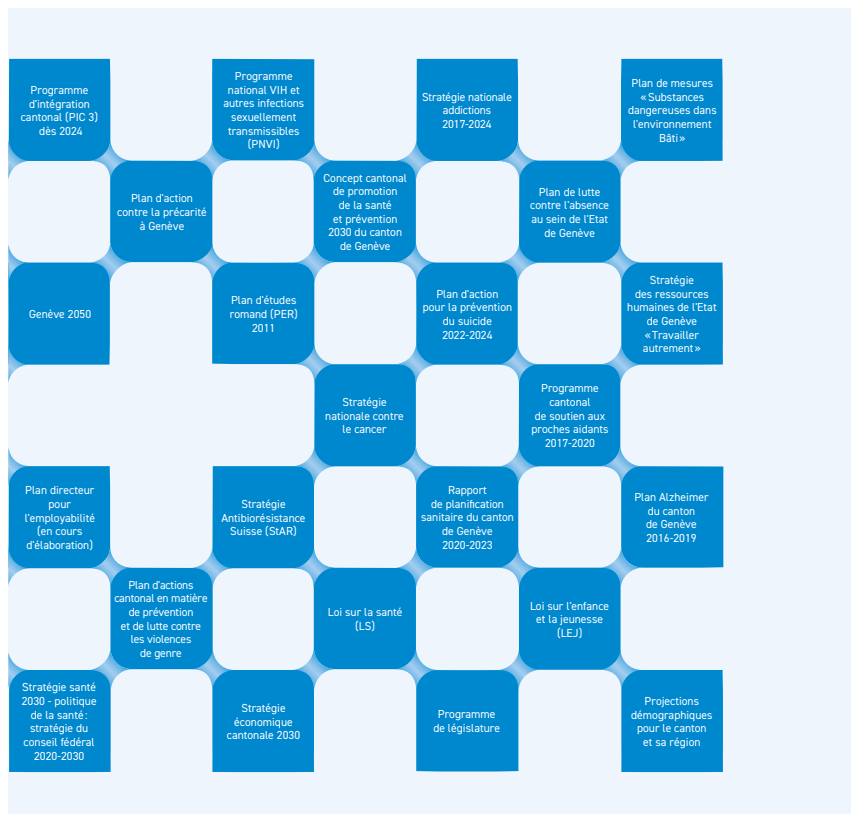 Programme
d'intégration
cantonal (PIC 3)
dès 2024
Programme
national VIH et
autres infections
sexuellement
transmissibles
(PNVI)
Stratégie nationale
addictions
2017-2024
Plan de mesures
«Substances
dangereuses dans
l'environnement
Bâti»
Plan d'action
contre la précarité
à Genève
Concept cantonal
de promotion
de la santé
et prévention
2030 du canton
de Genève
Plan de lutte
contre l'absence
au sein de l'Etat
de Genève
Genève 2050
Plan d'études
romand (PER)
2011
Plan d'action
pour la prévention
du suicide
2022-2024
Stratégie
des ressources
humaines de l'Etat
de Genève
«Travailler
autrement»
Stratégie
nationale contre
le cancer
Programme
cantonal
de soutien aux
proches aidants
2017-2020
Plan directeur
pour
l'employabilité
(en cours
d'élaboration)
Stratégie
Antibiorésistance
Suisse (StAR)
Rapport
de planification
sanitaire du canton
de Genève
2020-2023
Plan Alzheimer
du canton
de Genève
2016-2019
Plan d'actions
cantonal en matière
de prévention
et de lutte contre
les violences
de genre
Loi sur la santé
(LS)
Loi sur l'enfance
et la jeunesse
(LEJ)
Stratégie santé
2030 - politique
de la santé:
stratégie du
conseil fédéral
2020-2030
Stratégie
économique
cantonale 2030
Programme
de législature
Projections
démographiques
pour le canton
et sa région